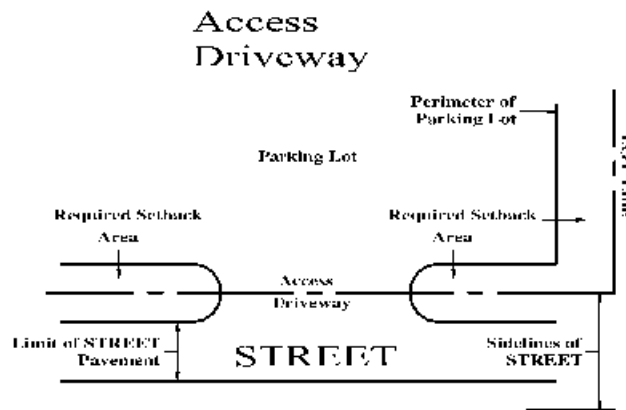 Access
Driveway
Perimeter of
Parking Lot
Parking Lot
Required Setback
Area
Required Setback
Area
Access
Driveway
Limit of STREET
Pavement
STREET
Sidelines of
STREET